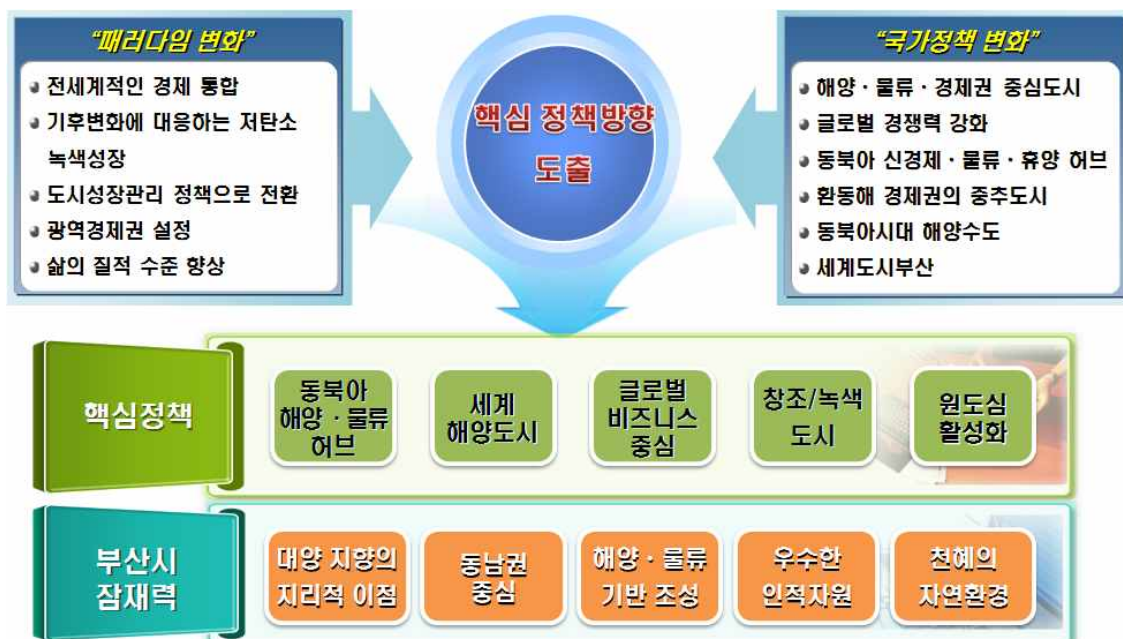 “패러다임 변화”
전세계적인 경제 통합
기후변화에 대응하는 저탄소
녹색성장
도시성장관리 정책으로 전환
광역경제권 설정
삶의 질적 수준 향상
핵심 정책방향
도출
“국가정책 변화”
해양·물류·경제권 중심도시
글로벌 경쟁력 강화
동북아 신경제·물류·휴양 허브
환동해 경제권의 중추도시
동북아시대 해양수도
세계도시부산
핵심정책
동북아
해양·물류
허브
세계
해양도시
글로벌
비즈니스
중심
창조/녹색
도시
원도심
활성화
부산시
잠재력
대양 지향의
지리적 이점
동남권
중심
해양·물류
기반 조성
우수한
인적자원
천혜의
자연환경